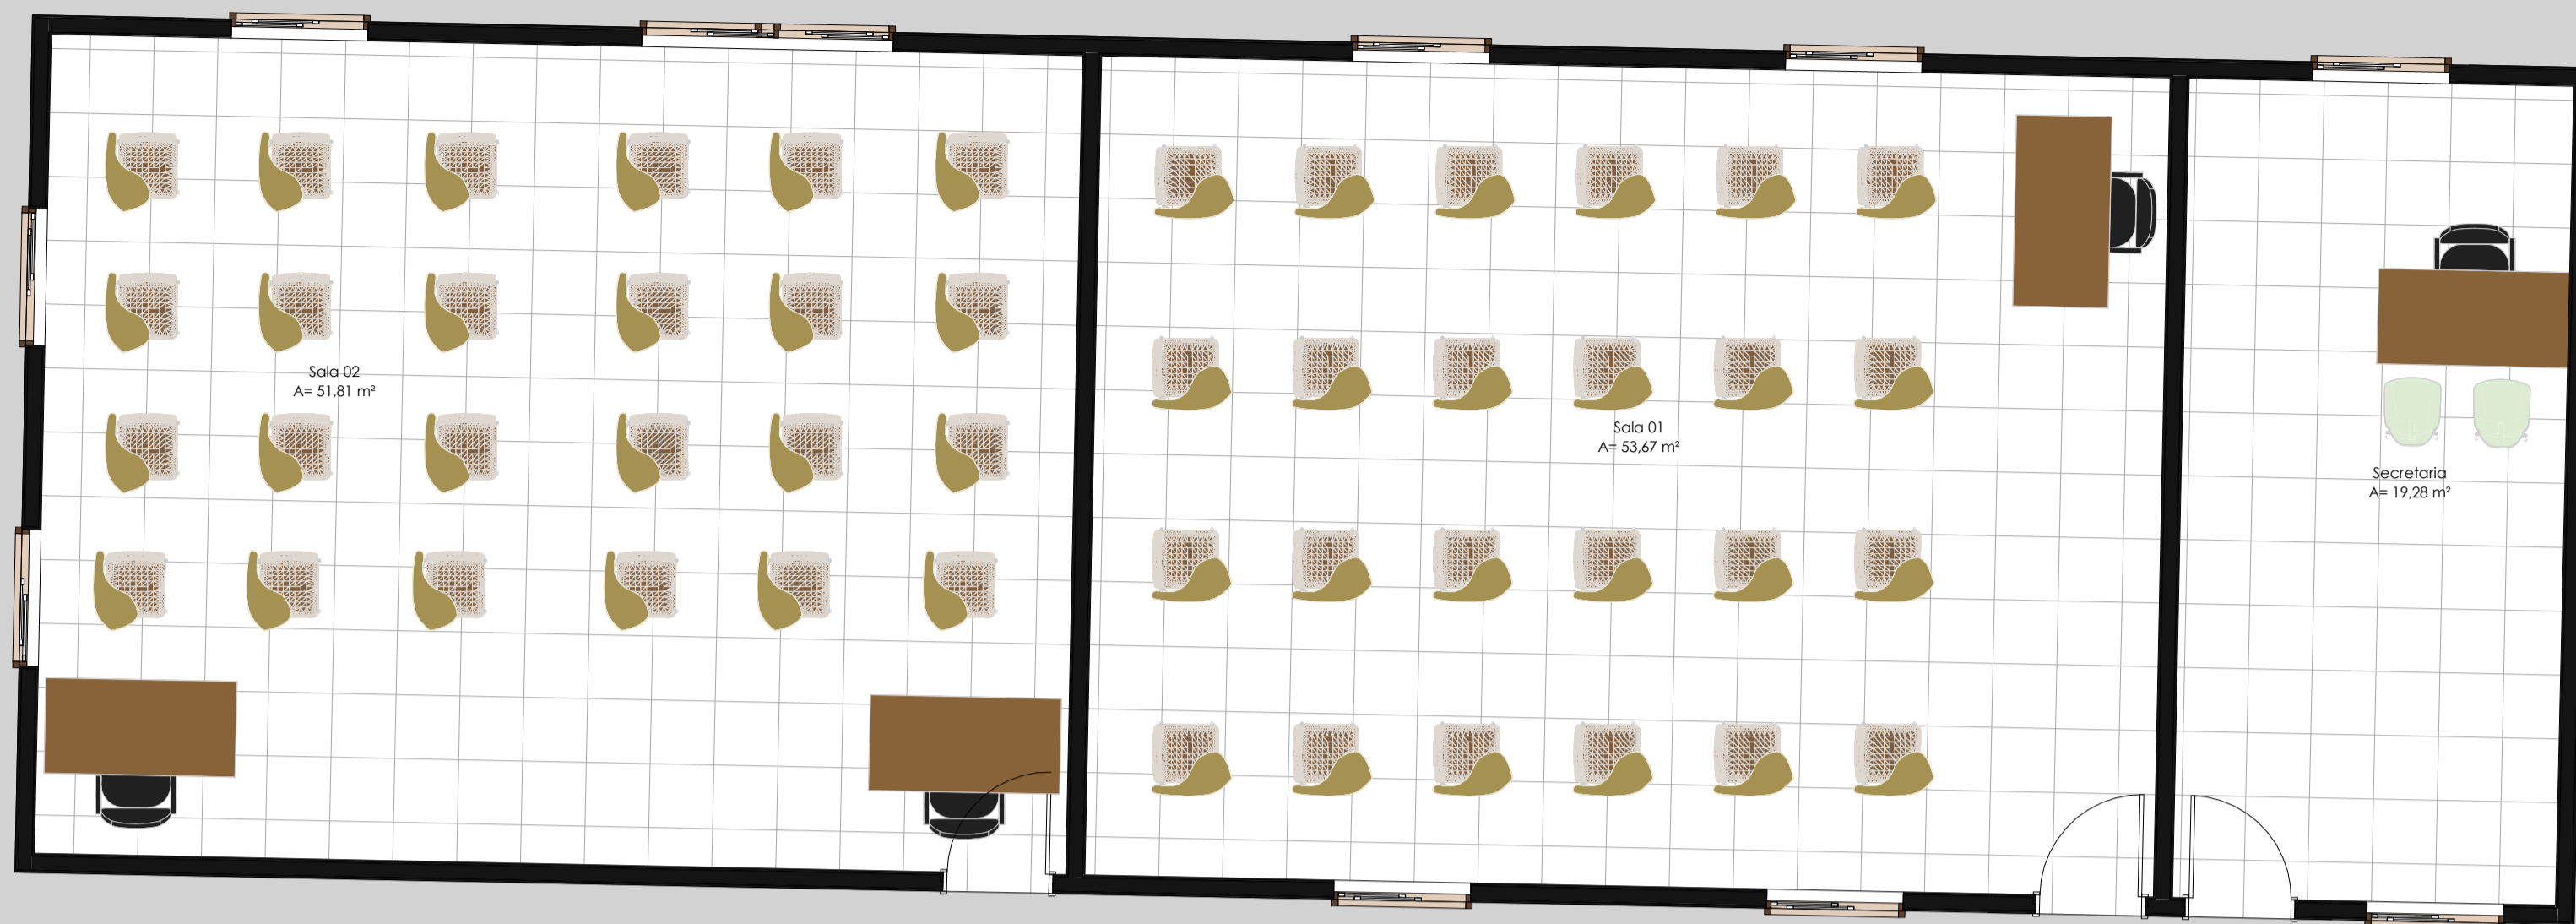 Sala 02
A= 51,81 m²
Sala 01
A= 53,67 m²
Secretaria
A= 19,28 m²